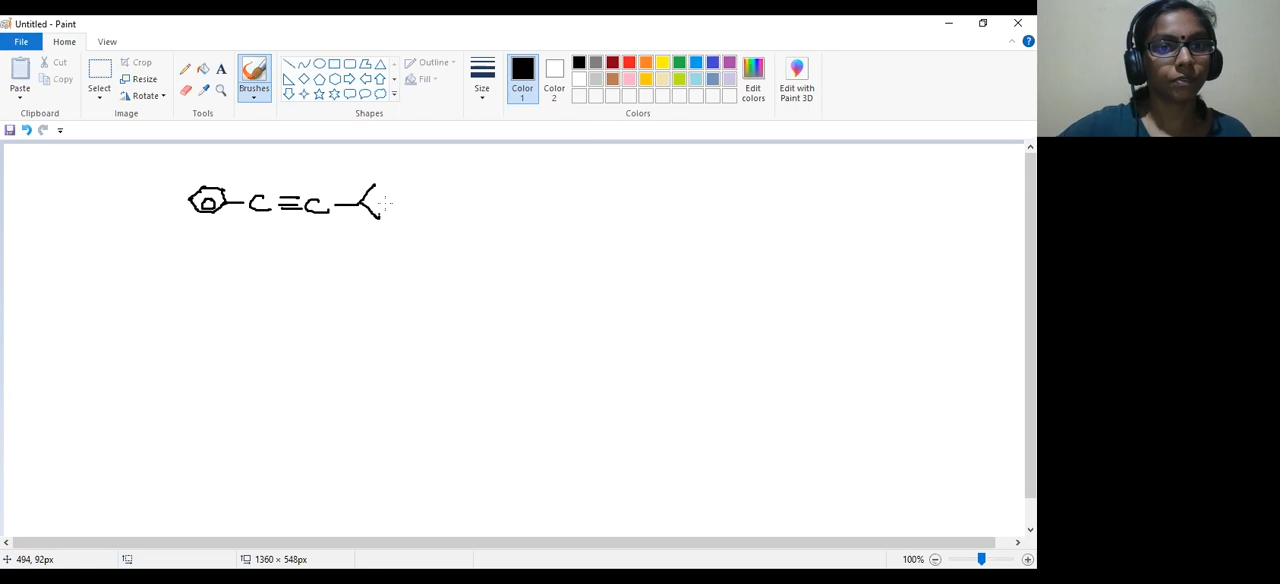 Untitled - Paint
File Home View
Paste Cut Copy Clipboard
Select Crop Resize Rotate Image
Tools
Brushes
Shapes Outline Fill
Size
Color 1 Color 2 Colors
Edit colors
Edit with Paint 3D
C = C
494, 92px 1360 × 548px 100%